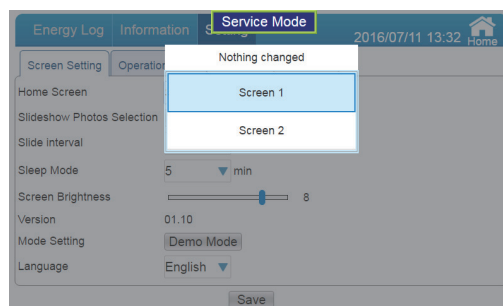 Service Mode
Energy Log Information
2016/07/11 13:32 Home
Nothing changed
Screen Setting
Screen 1
Home Screen
Slideshow Photos Selection
Screen 2
Slide interval
Sleep Mode 5 min
Screen Brightness 8
Version 01.10
Mode Setting Demo Mode
Language English
Save